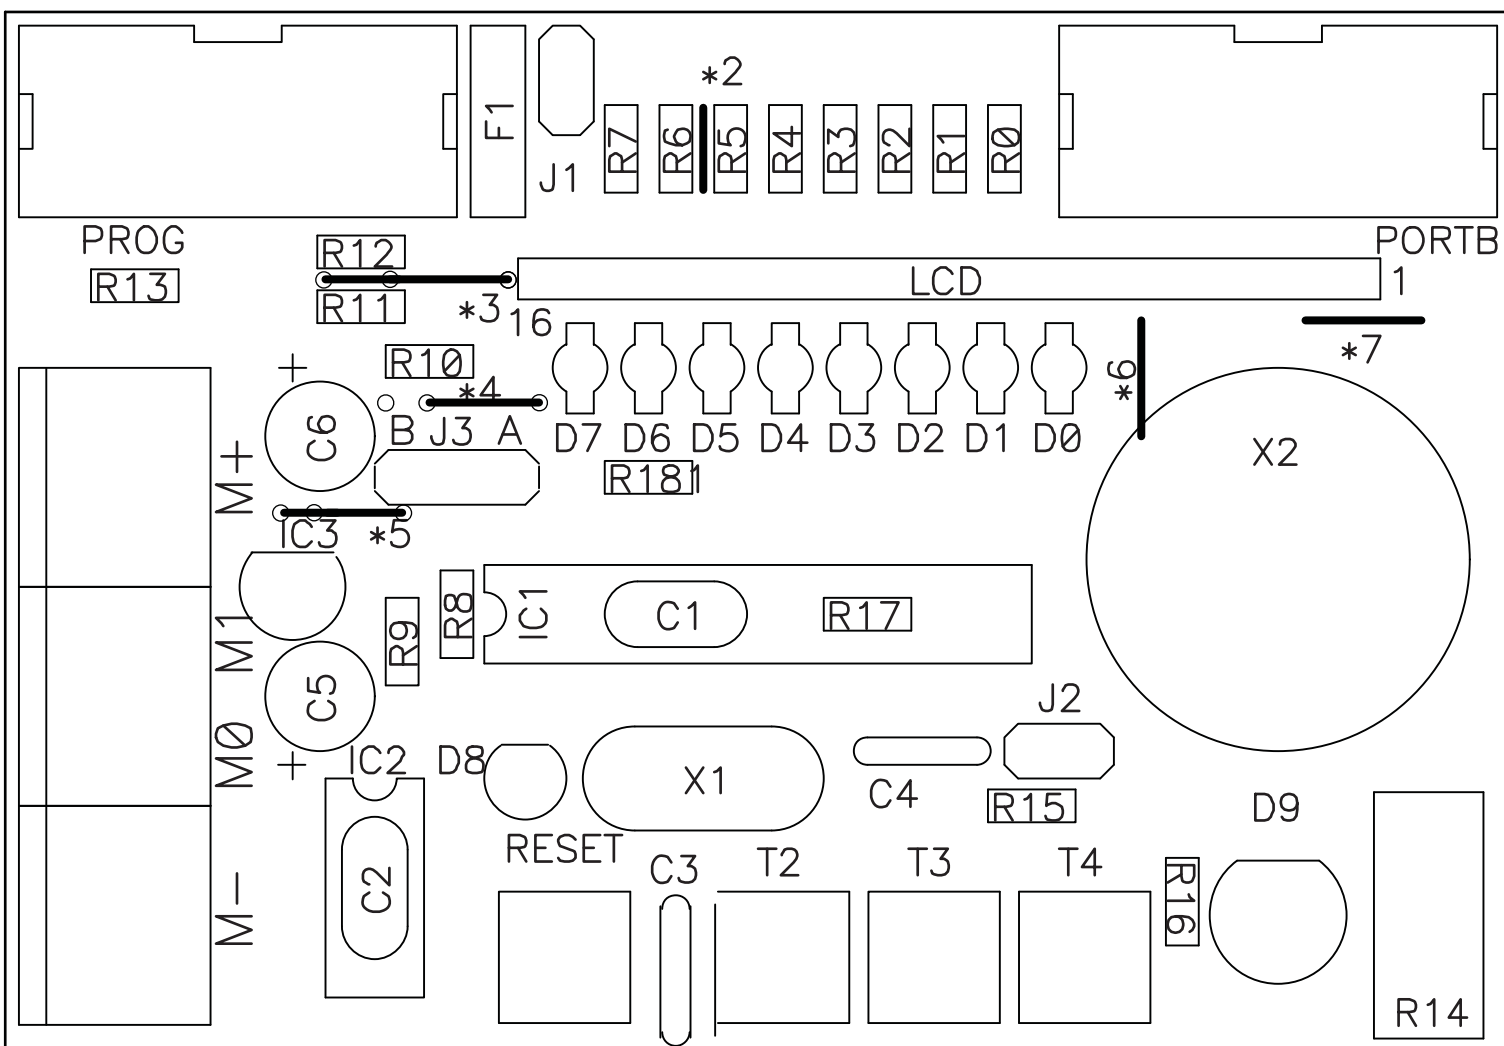 *2
F1
R7
R6
R5
R4
R3
R2
R1
R0
J1
PROG
PORTB
R12
R13
LCD
1
R11
*3
16
*7
R10
*6
*4
+
C6
B
J3
A
D7
D6
D5
D4
D3
D2
D1
D0
X2
M+
R18
1
IC3
*5
R8
IC1
C1
R17
R9
M1
C5
J2
M0
+
IC2
D8
X1
C4
R15
D9
RESET
C3
T2
T3
T4
C2
R16
M-
R14